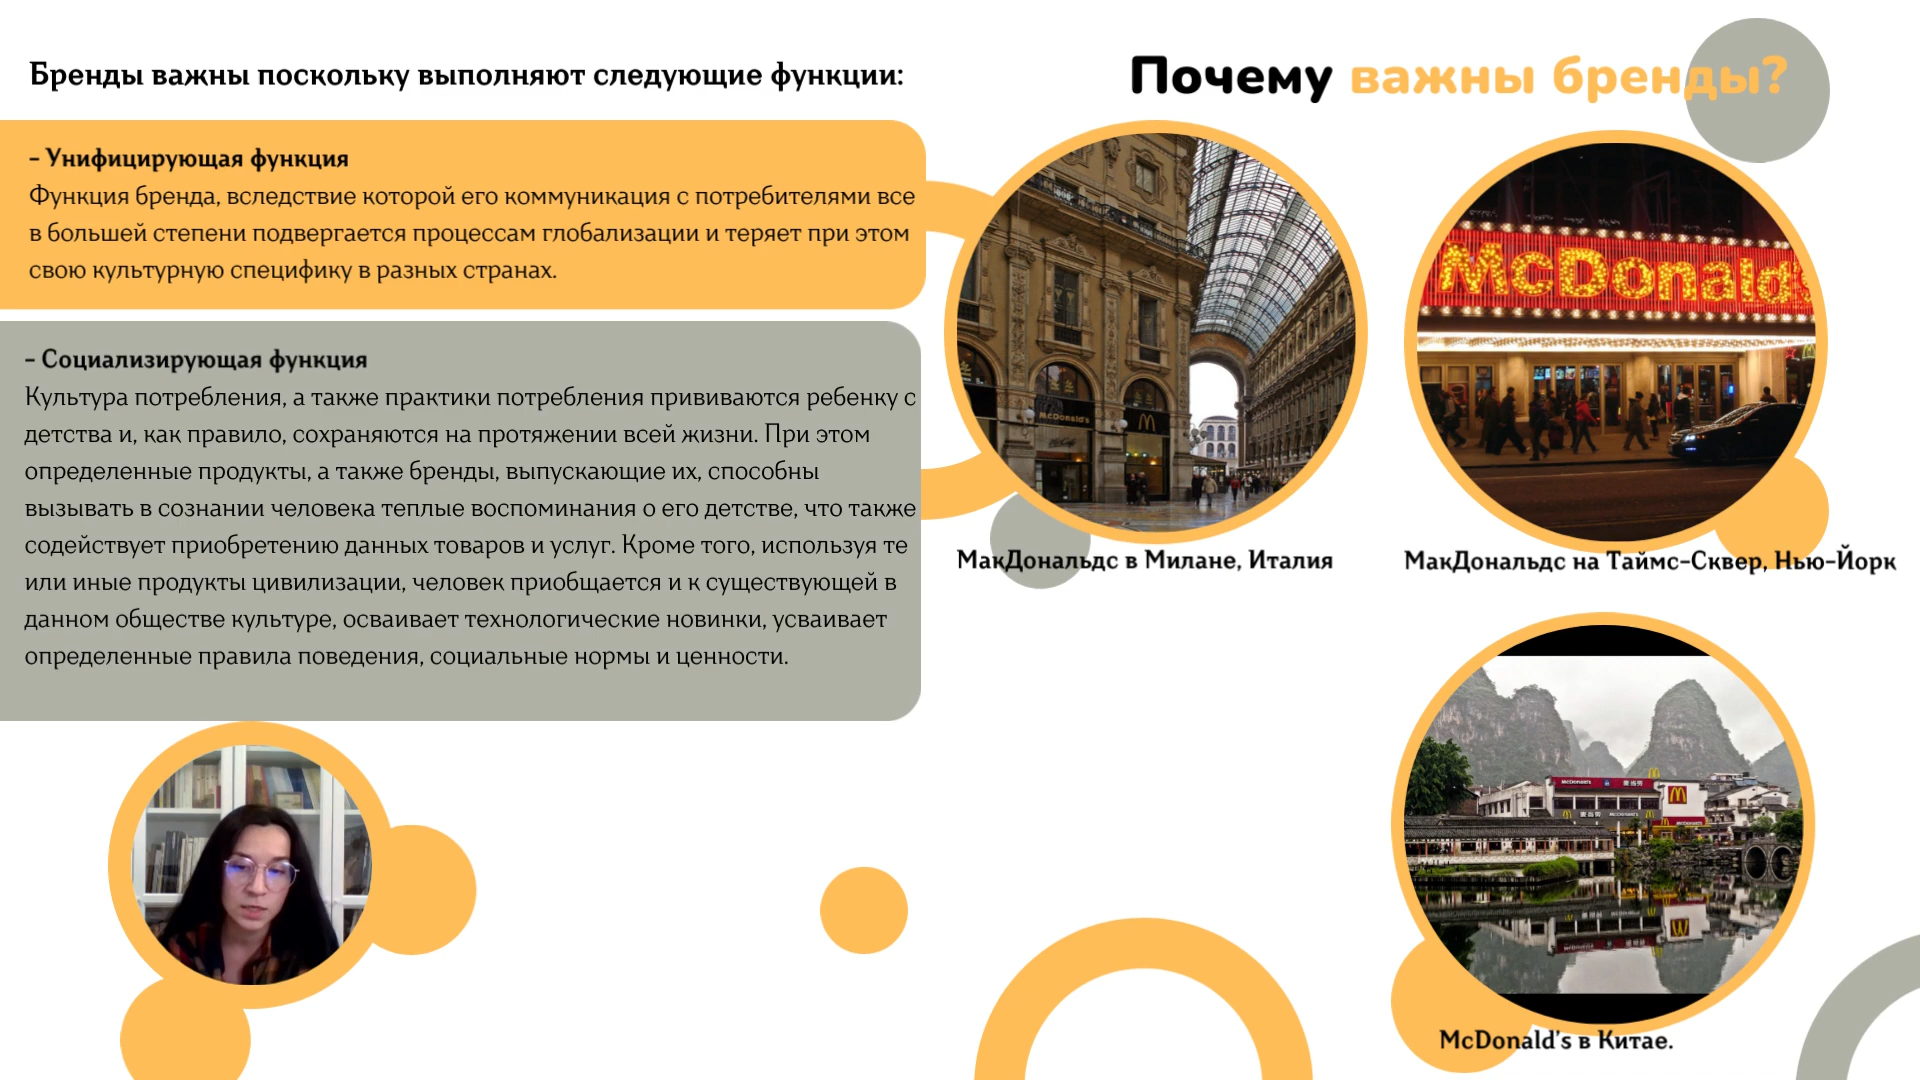 Бренды важны поскольку выполняют следующие функции:
Почему важны бренды?
- Унифицирующая функция
Функция бренда, вследствие которой его коммуникация с потребителями все
в большей степени подвергается процессам глобализации и теряет при этом
свою культурную специфику в разных странах.
- Социализирующая функция
Культура потребления, а также практики потребления прививаются ребенку с
детства и, как правило, сохраняются на протяжении всей жизни. При этом
определенные продукты, а также бренды, выпускающие их, способны
вызывать в сознании человека теплые воспоминания о его детстве, что также
содействует приобретению данных товаров и услуг. Кроме того, используя те
или иные продукты цивилизации, человек приобщается и к существующей в
данном обществе культуре, осваивает технологические новинки, усваивает
определенные правила поведения, социальные нормы и ценности.
McDonald's
McDonald's
МакДональдс в Милане, Италия
МакДональдс на Таймс-Сквер, Нью-Йорк
McDonald's 麦当劳
McDonald's в Китае.